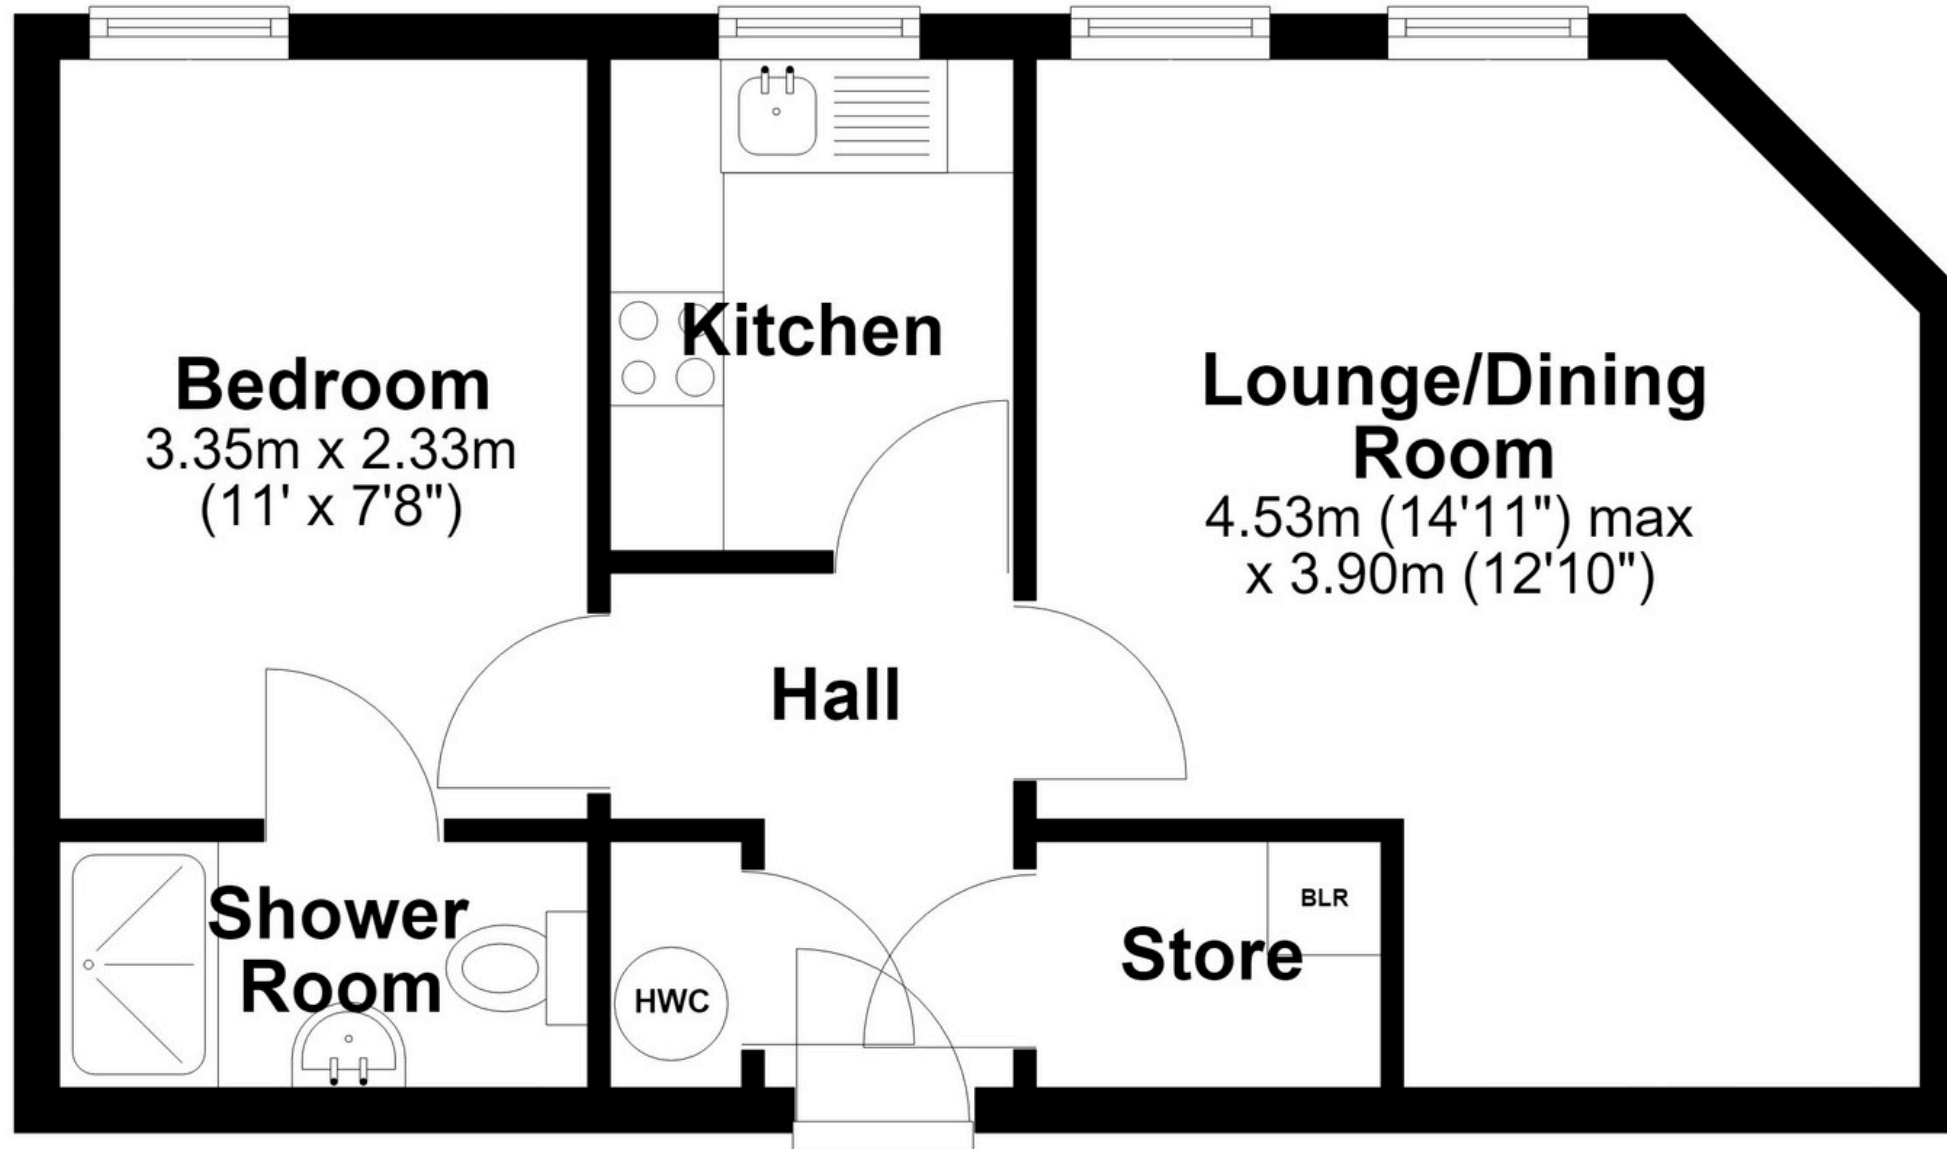 Bedroom
3.35m x 2.33m
(11' x 7'8")
Kitchen
Lounge/Dining
Room
4.53m (14'11") max
x 3.90m (12'10")
Hall
Shower
Room
HWC
Store
BLR